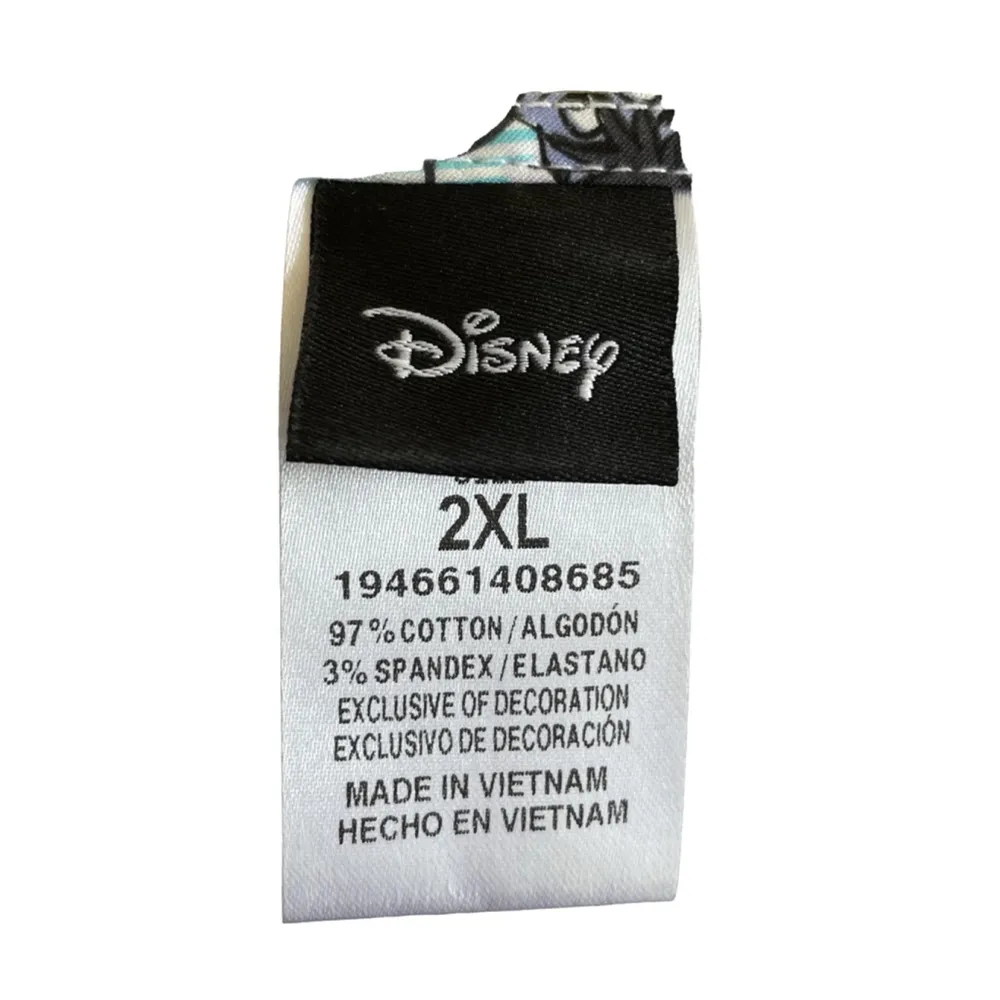 Disney
2XL
194661408685
97% COTTON/ALGODÓN
3% SPANDEX/ELASTANO
EXCLUSIVE OF DECORATION
EXCLUSIVO DE DECORACIÓN
MADE IN VIETNAM
HECHO EN VIETNAM